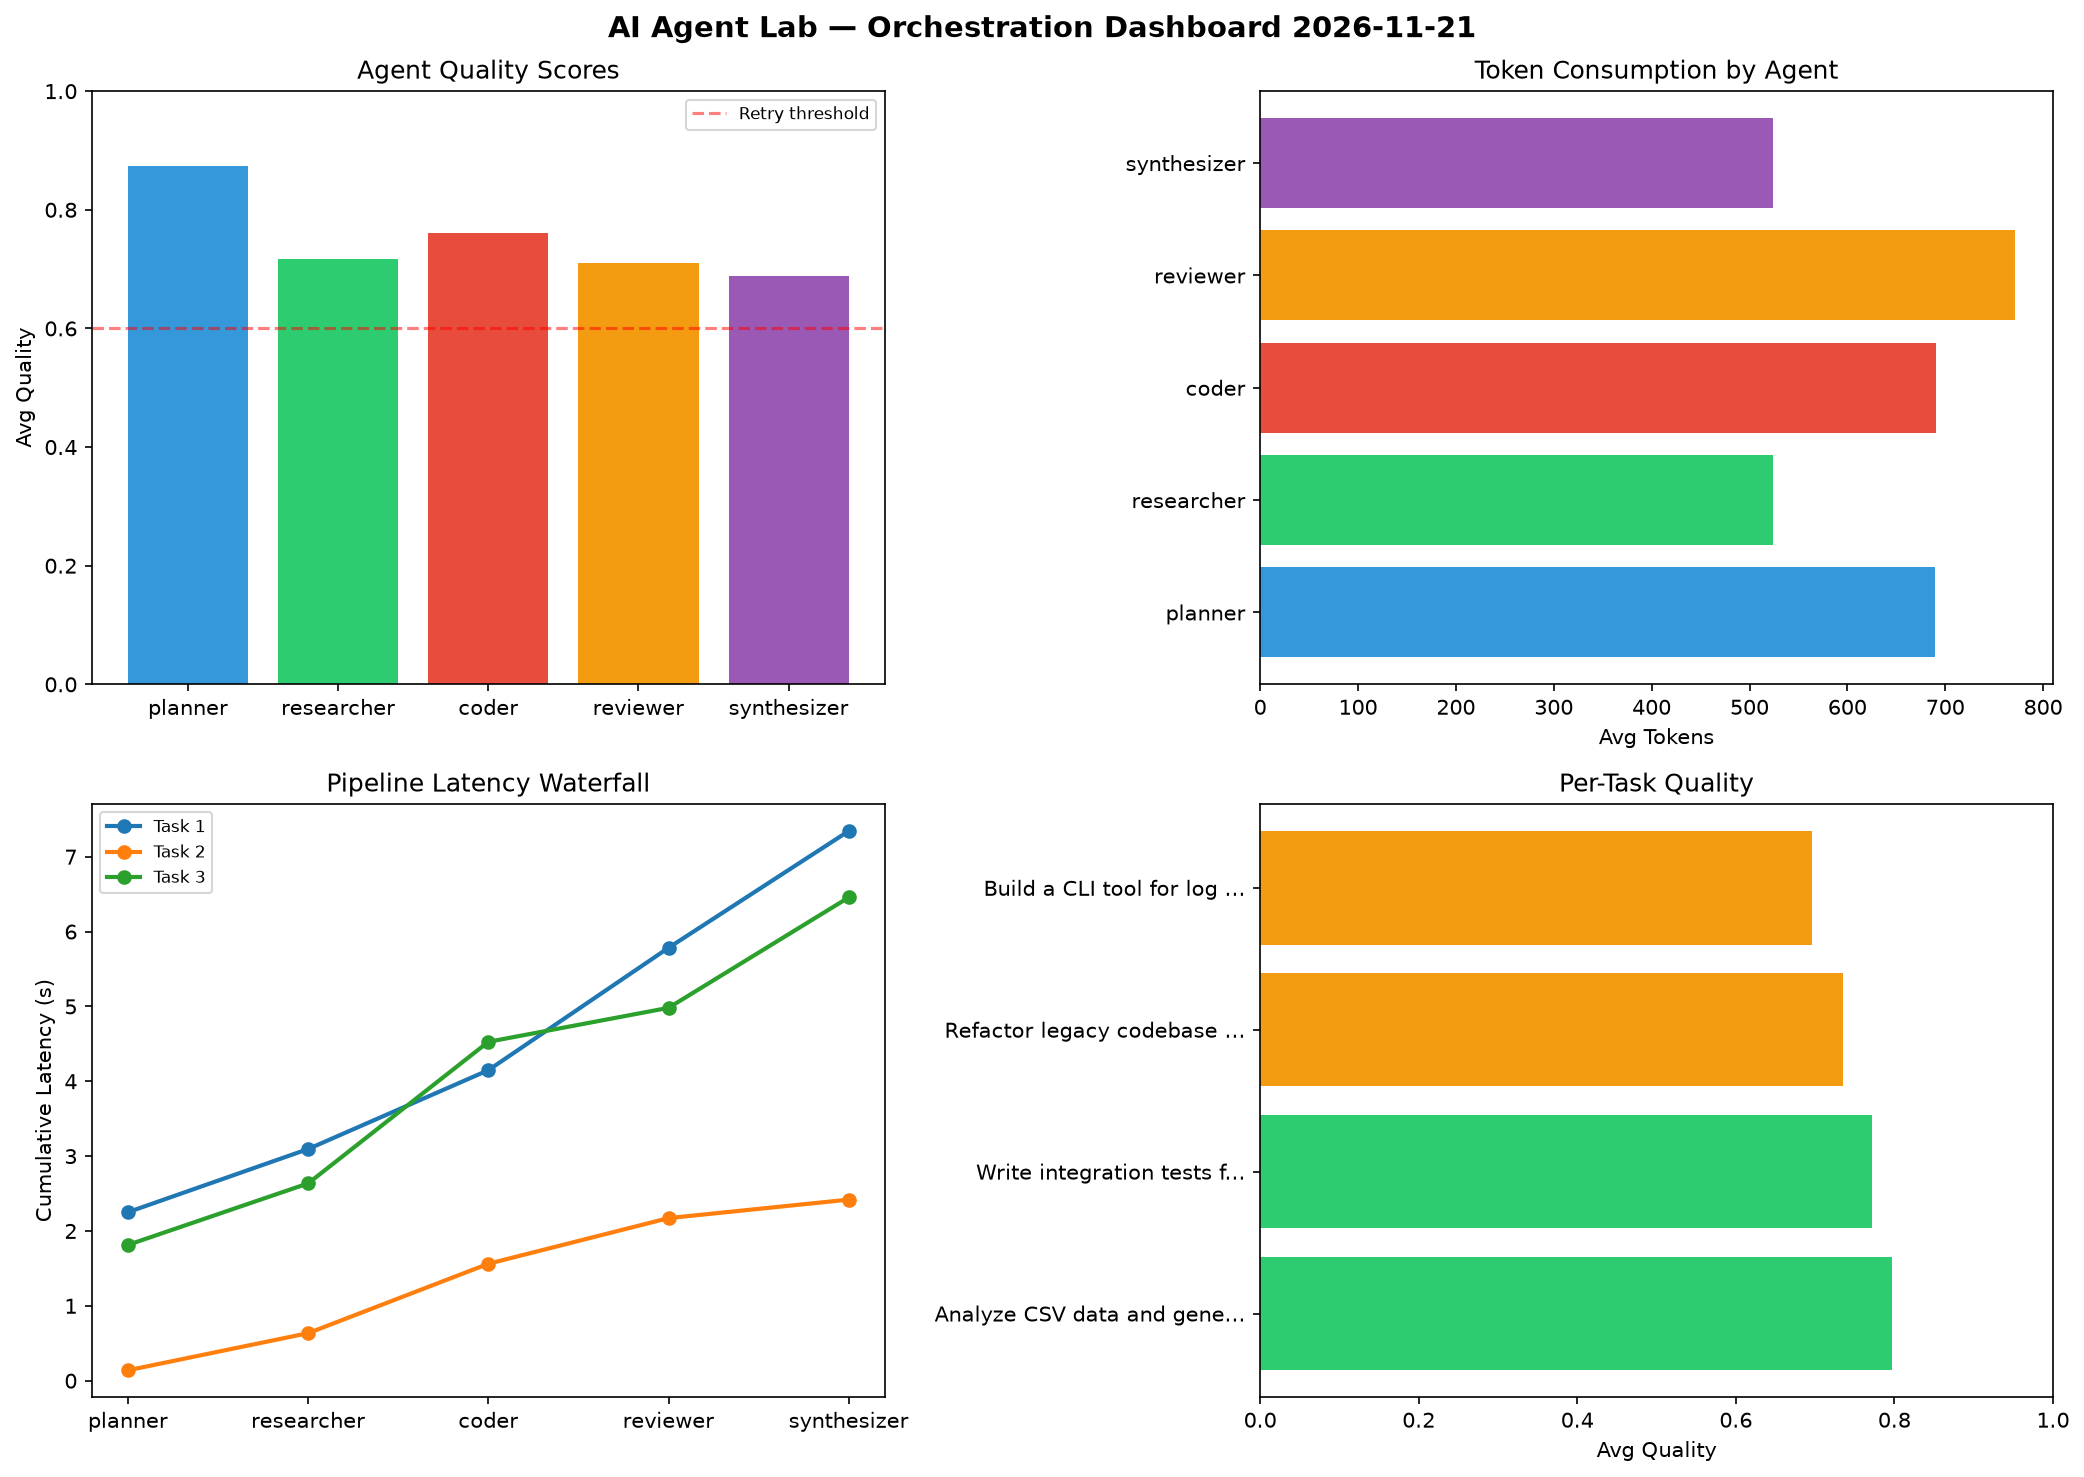 AI Agent Lab — Orchestration Dashboard 2026-11-21
Agent Quality Scores
Retry threshold
Avg Quality
1.0
0.8
0.6
0.4
0.2
0.0
planner researcher coder reviewer synthesizer
Token Consumption by Agent
synthesizer
reviewer
coder
researcher
planner
0 100 200 300 400 500 600 700 800
Avg Tokens
Pipeline Latency Waterfall
Task 1
Task 2
Task 3
Cumulative Latency (s)
7
6
5
4
3
2
1
0
planner researcher coder reviewer synthesizer
Per-Task Quality
Build a CLI tool for log ...
Refactor legacy codebase ...
Write integration tests f...
Analyze CSV data and gene...
0.0 0.2 0.4 0.6 0.8 1.0
Avg Quality